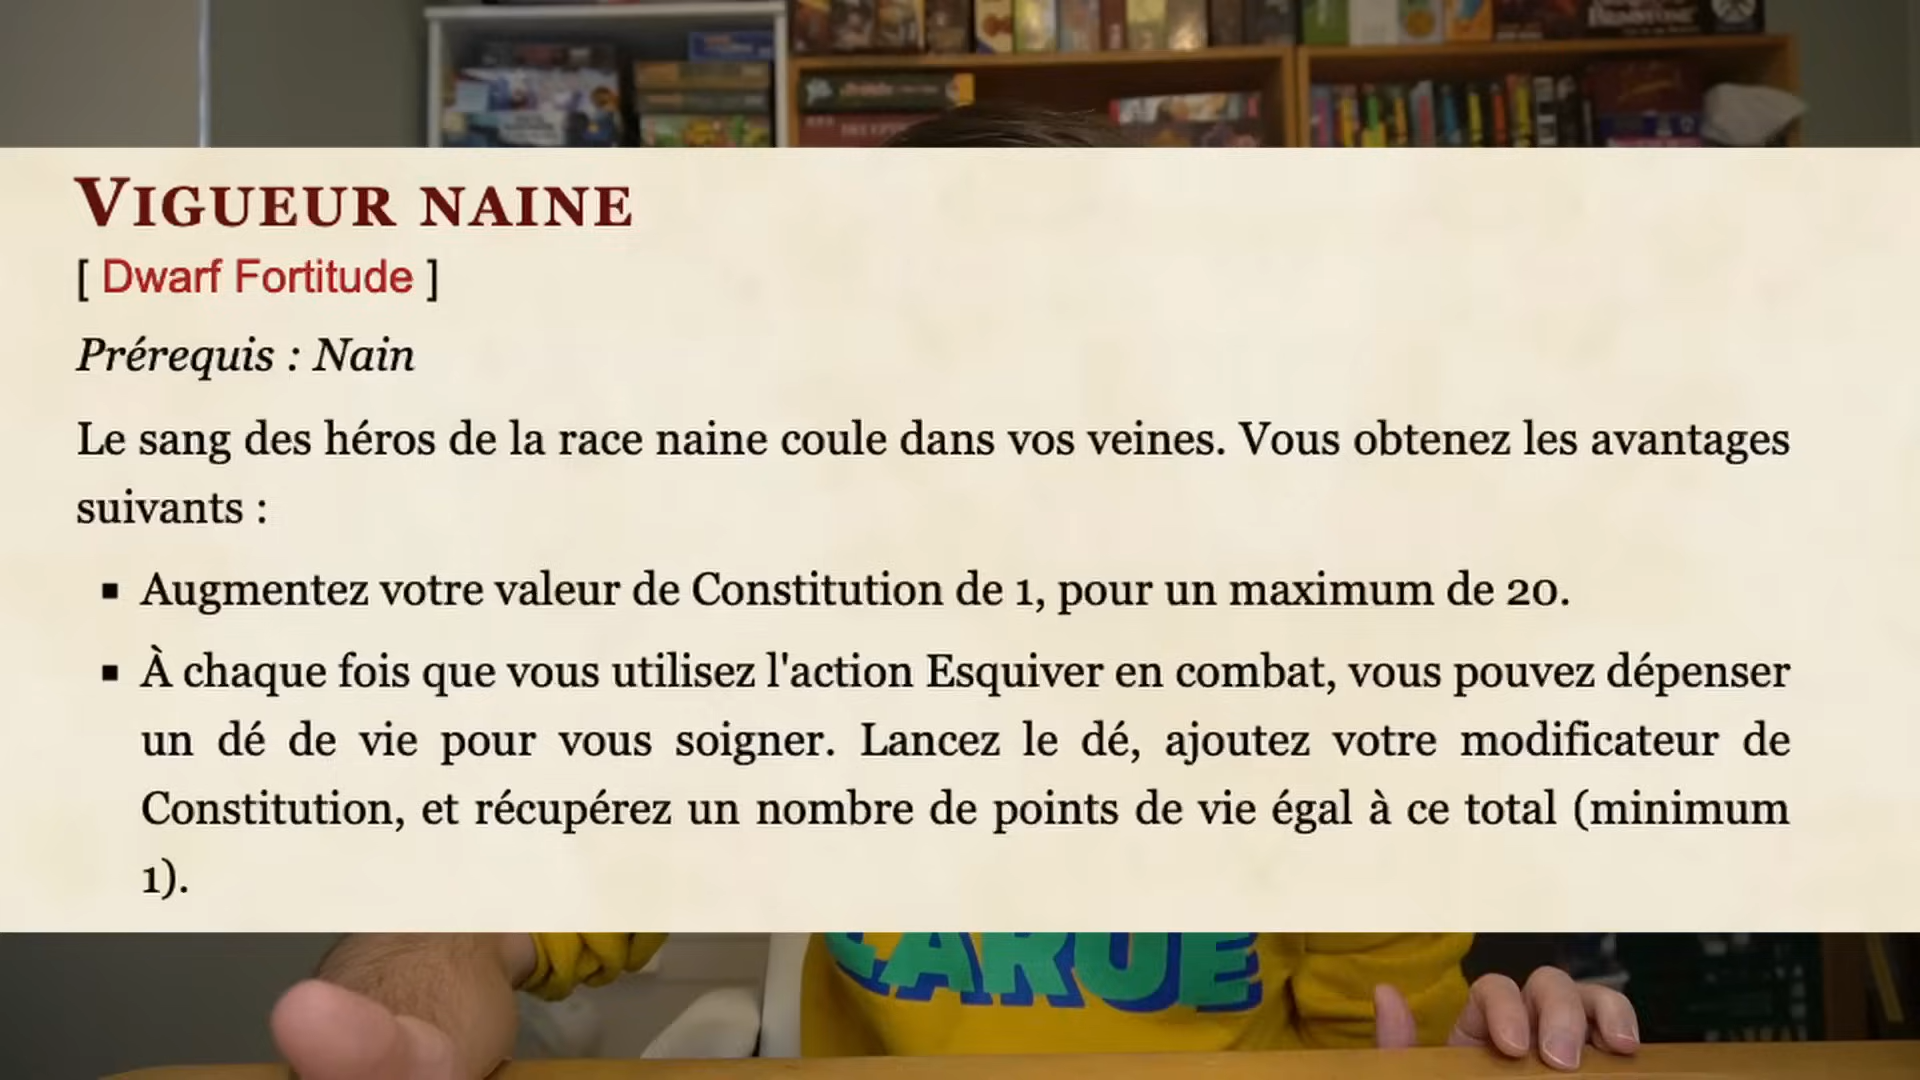 VIGUEUR NAINE
[ Dwarf Fortitude ]
Prérequis : Nain
Le sang des héros de la race naine coule dans vos veines. Vous obtenez les avantages
suivants :
▪ Augmentez votre valeur de Constitution de 1, pour un maximum de 20.
▪ À chaque fois que vous utilisez l'action Esquiver en combat, vous pouvez dépenser
un dé de vie pour vous soigner. Lancez le dé, ajoutez votre modificateur de
Constitution, et récupérez un nombre de points de vie égal à ce total (minimum
1).
LARUE